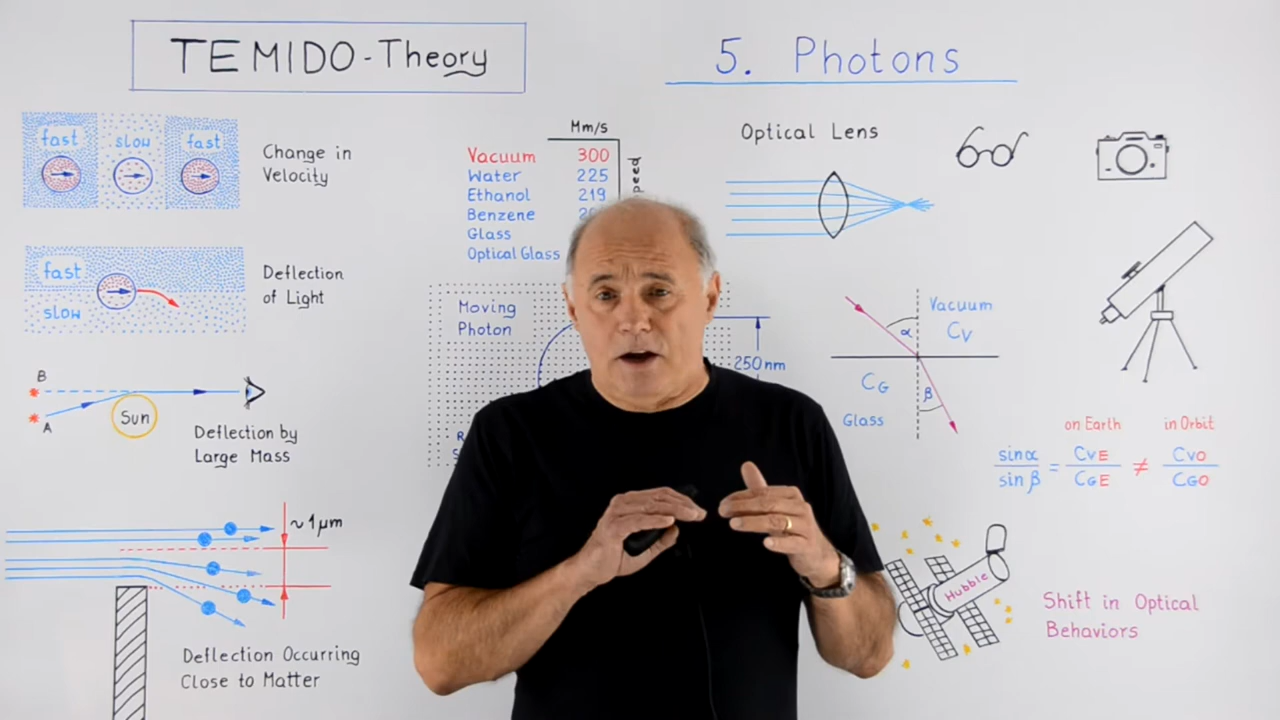 TEMIDO-Theory
5. Photons
fast
slow
fast
Change in
Velocity
fast
slow
Deflection
of Light
B
A
Sun
Deflection by
Large Mass
~1μm
Deflection Occurring
Close to Matter
Mm/s
Vacuum 300
Water 225
Ethanol 219
Benzene
Glass
Optical Glass
Moving
Photon
250nm
Optical Lens
Vacuum
Cv
α
CG
β
Glass
on Earth in Orbit
sinα CvE CvO
= ≠
sinβ CGE CGO
Hubble
Shift in Optical
Behaviors